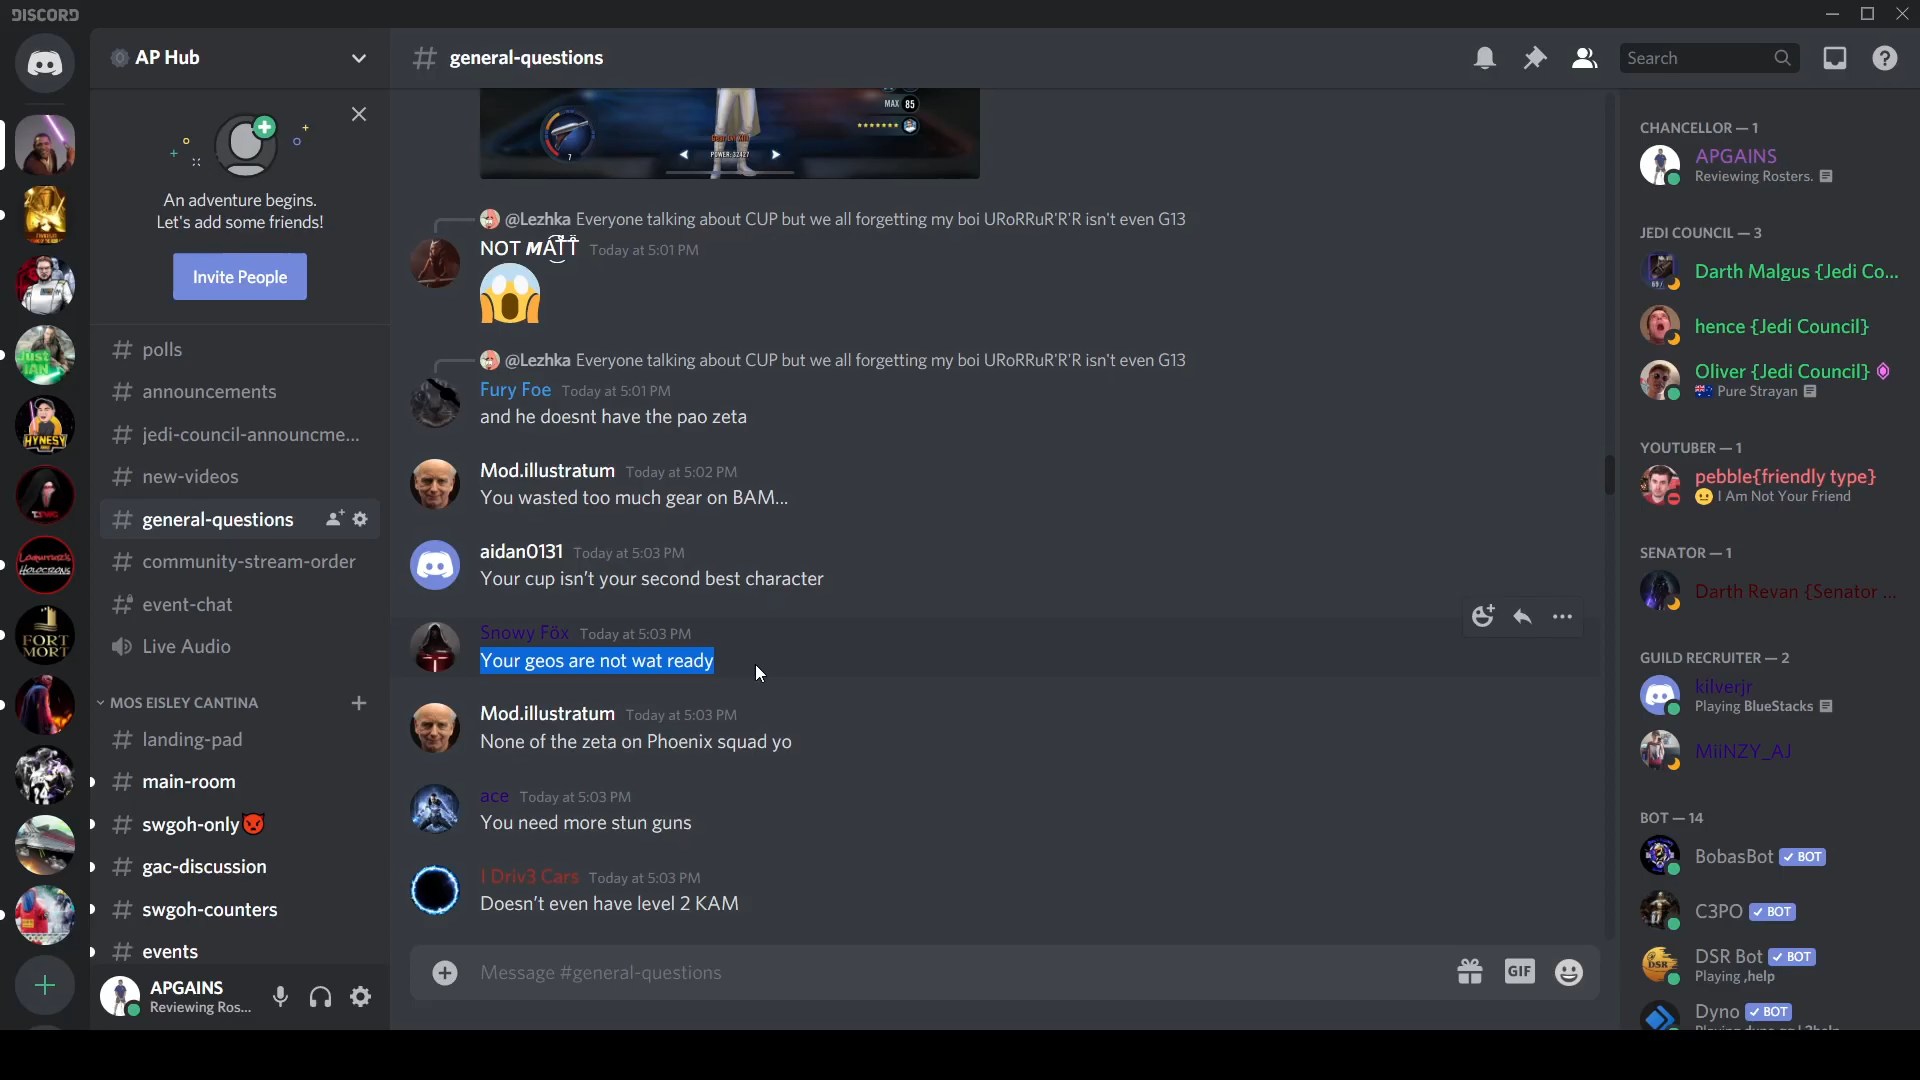 DISCORD
AP Hub
general-questions
Search
An adventure begins.
Let's add some friends!
Invite People
polls
announcements
jedi-council-announcme...
new-videos
general-questions
community-stream-order
event-chat
Live Audio
MOS EISLEY CANTINA
landing-pad
main-room
swgoh-only👿
gac-discussion
swgoh-counters
events
APGAINS
Reviewing Ros...
MAX 85
7
POWER: 32427
@Lezhka Everyone talking about CUP but we all forgetting my boi URoRRuR'R'R isn't even G13
NOT MATT Today at 5:01 PM
@Lezhka Everyone talking about CUP but we all forgetting my boi URoRRuR'R'R isn't even G13
Fury Foe Today at 5:01 PM
and he doesnt have the pao zeta
Mod.illustratum Today at 5:02 PM
You wasted too much gear on BAM...
aidan0131 Today at 5:03 PM
Your cup isn't your second best character
Snowy Föx Today at 5:03 PM
Your geos are not wat ready
Mod.illustratum Today at 5:03 PM
None of the zeta on Phoenix squad yo
ace Today at 5:03 PM
You need more stun guns
I Driv3 Cars Today at 5:03 PM
Doesn't even have level 2 KAM
Message #general-questions
GIF
CHANCELLOR — 1
APGAINS
Reviewing Rosters.
JEDI COUNCIL — 3
Darth Malgus {Jedi Co...
hence {Jedi Council}
Oliver {Jedi Council}
Pure Strayan
YOUTUBER — 1
pebble{friendly type}
I Am Not Your Friend
SENATOR — 1
Darth Revan {Senator ...
GUILD RECRUITER — 2
kilverjr
Playing BlueStacks
MiiNZY_AJ
BOT — 14
BobasBot ✓ BOT
C3PO ✓ BOT
DSR Bot ✓ BOT
Playing ,help
Dyno ✓ BOT
Just IAN
HYNESY
FORT MORT